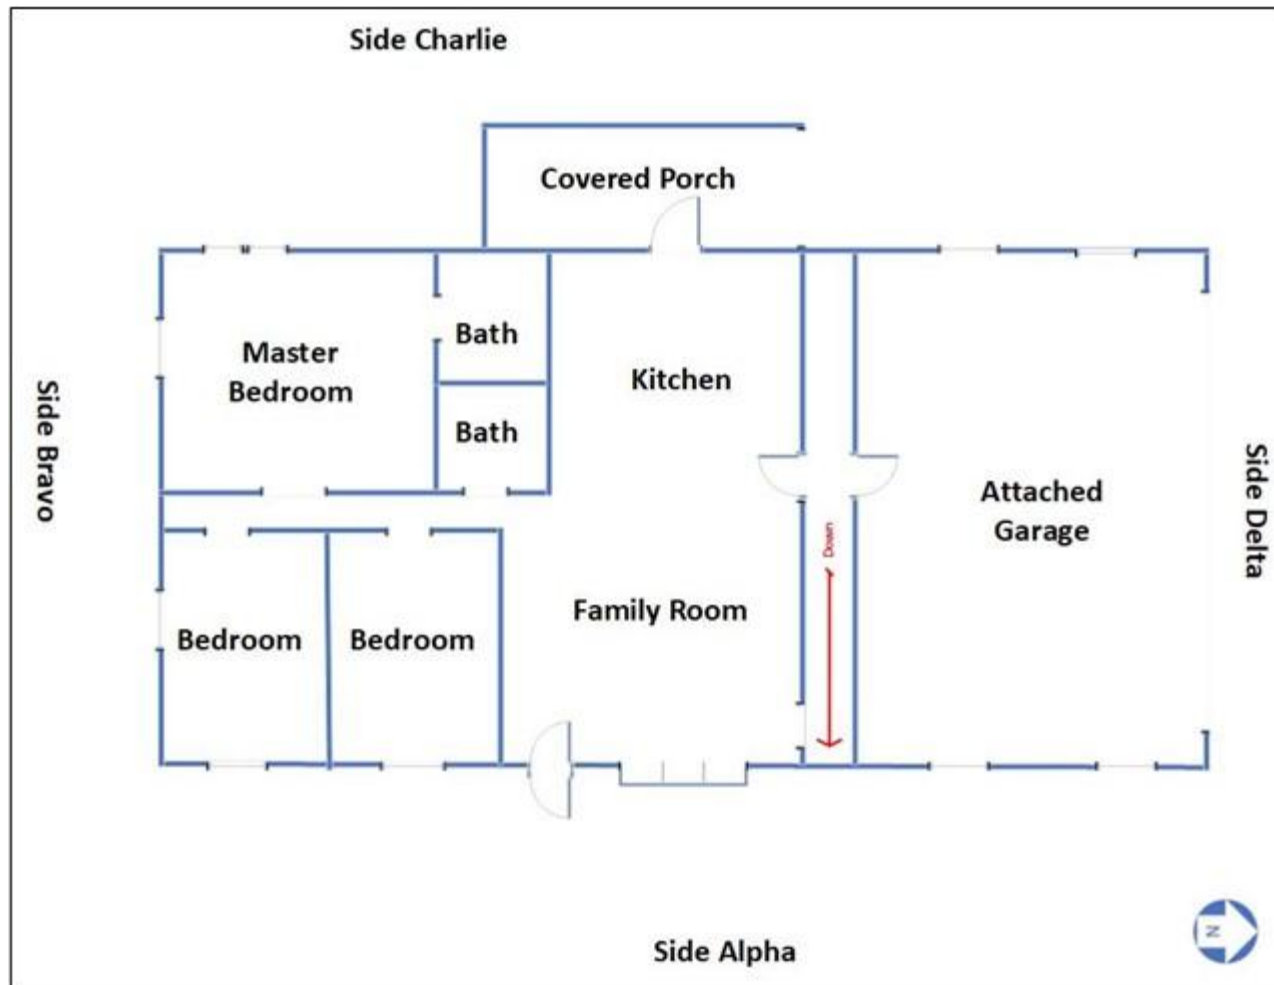 Side Charlie
Covered Porch
Master
Bedroom
Bath
Bath
Kitchen
Side Bravo
Attached
Garage
Side Delta
Down
Family Room
Bedroom
Bedroom
N
Side Alpha